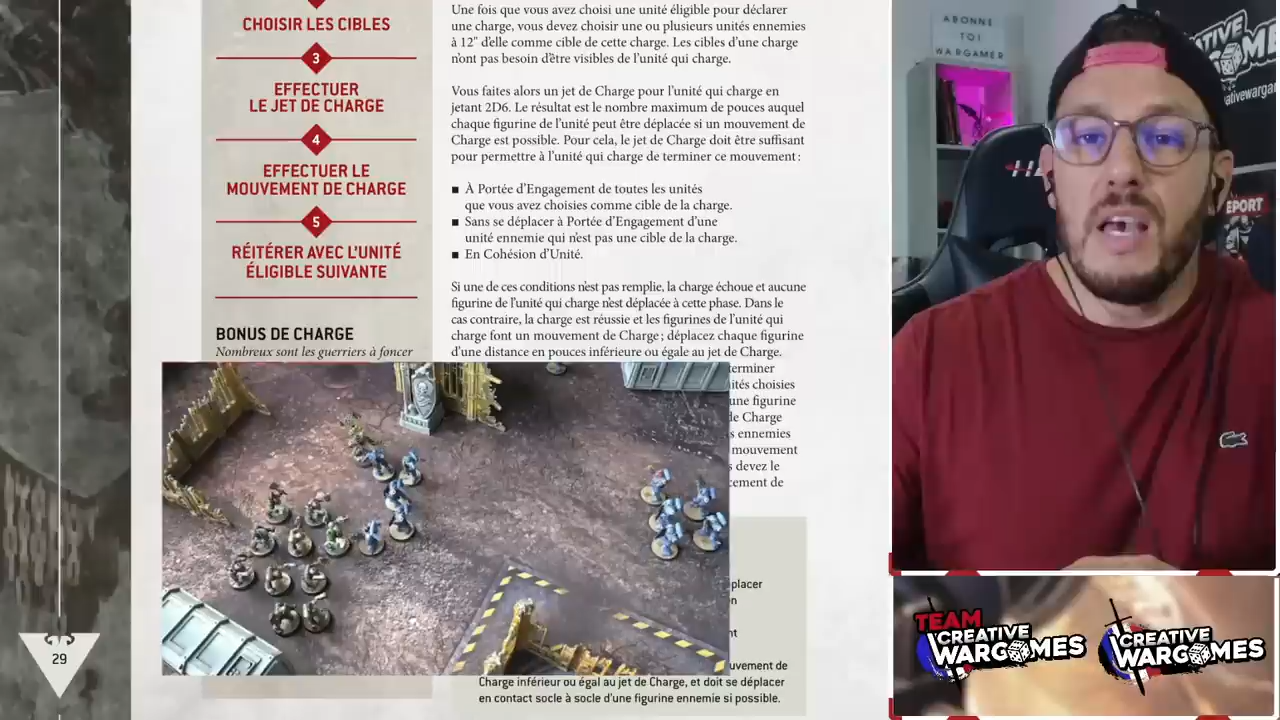 CHOISIR LES CIBLES
3
EFFECTUER
LE JET DE CHARGE
4
EFFECTUER LE
MOUVEMENT DE CHARGE
5
RÉITÉRER AVEC L'UNITÉ
ÉLIGIBLE SUIVANTE
BONUS DE CHARGE
Nombreux sont les guerriers à foncer
29
Une fois que vous avez choisi une unité éligible pour déclarer
une charge, vous devez choisir une ou plusieurs unités ennemies
à 12" d'elle comme cible de cette charge. Les cibles d'une charge
n'ont pas besoin d'être visibles de l'unité qui charge.
Vous faites alors un jet de Charge pour l'unité qui charge en
jetant 2D6. Le résultat est le nombre maximum de pouces auquel
chaque figurine de l'unité peut être déplacée si un mouvement de
Charge est possible. Pour cela, le jet de Charge doit être suffisant
pour permettre à l'unité qui charge de terminer ce mouvement :
■ À Portée d'Engagement de toutes les unités
que vous avez choisies comme cible de la charge.
■ Sans se déplacer à Portée d'Engagement d'une
unité ennemie qui n'est pas une cible de la charge.
■ En Cohésion d'Unité.
Si une de ces conditions n'est pas remplie, la charge échoue et aucune
figurine de l'unité qui charge n'est déplacée à cette phase. Dans le
cas contraire, la charge est réussie et les figurines de l'unité qui
charge font un mouvement de Charge ; déplacez chaque figurine
d'une distance en pouces inférieure ou égale au jet de Charge.
terminer
ités choisies
une figurine
de Charge
s ennemies
mouvement
s devez le
cement de
éplacer
on
nt
uvement de
Charge inférieur ou égal au jet de Charge, et doit se déplacer
en contact socle à socle d'une figurine ennemie si possible.
ABONNE
TOI
WARGAMER
ATIVE
MES
ativewargam
EPORT
TEAM
CREATIVE
WARGAMES
CREATIVE
WARGAMES